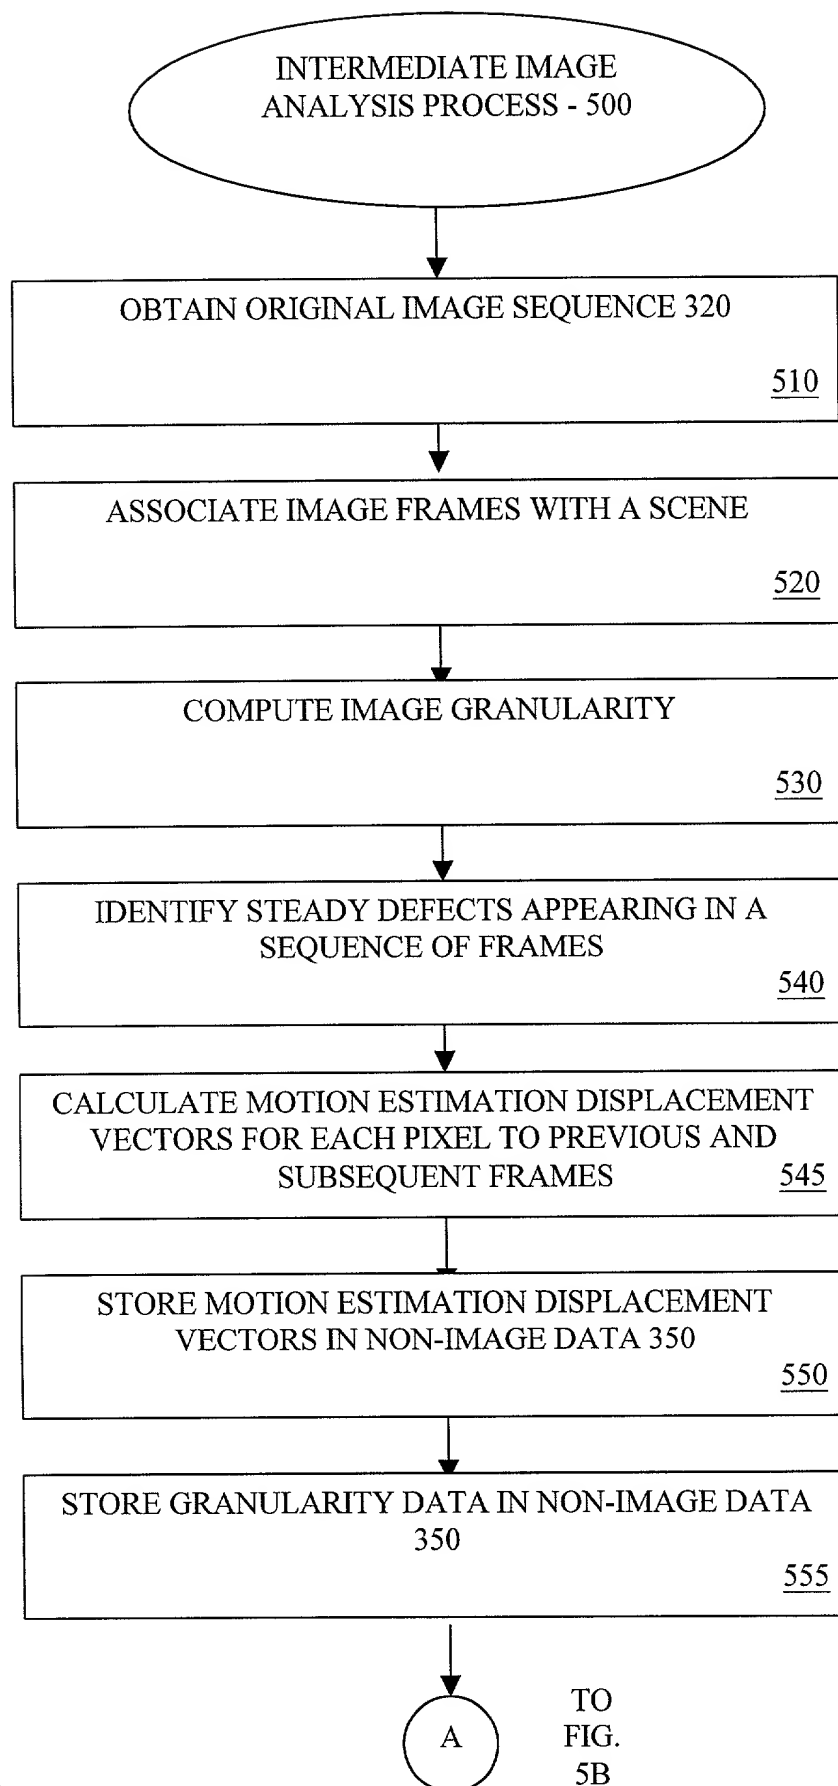 INTERMEDIATE IMAGE
ANALYSIS PROCESS - 500
OBTAIN ORIGINAL IMAGE SEQUENCE 320
510
ASSOCIATE IMAGE FRAMES WITH A SCENE
520
COMPUTE IMAGE GRANULARITY
530
IDENTIFY STEADY DEFECTS APPEARING IN A
SEQUENCE OF FRAMES
540
CALCULATE MOTION ESTIMATION DISPLACEMENT
VECTORS FOR EACH PIXEL TO PREVIOUS AND
SUBSEQUENT FRAMES
545
STORE MOTION ESTIMATION DISPLACEMENT
VECTORS IN NON-IMAGE DATA 350
550
STORE GRANULARITY DATA IN NON-IMAGE DATA
350
555
A
TO
FIG.
5B